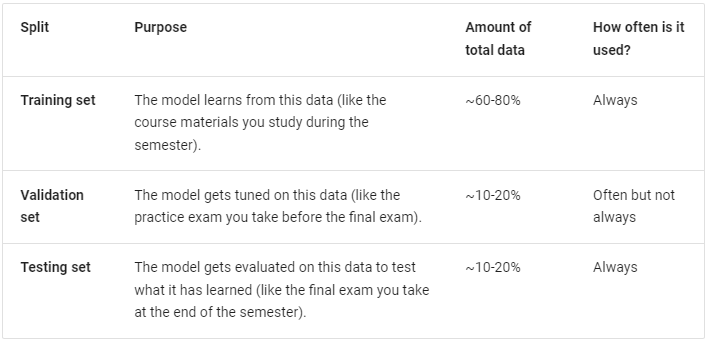 Split Purpose Amount of total data How often is it used?
Training set The model learns from this data (like the course materials you study during the semester). ~60-80% Always
Validation set The model gets tuned on this data (like the practice exam you take before the final exam). ~10-20% Often but not always
Testing set The model gets evaluated on this data to test what it has learned (like the final exam you take at the end of the semester). ~10-20% Always